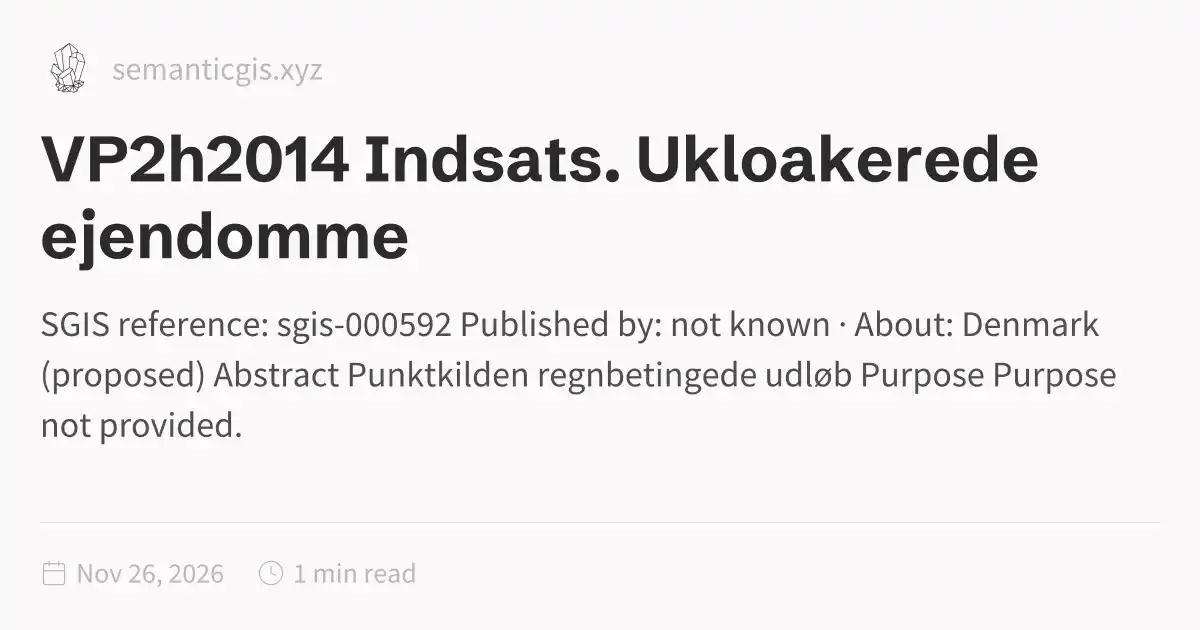 semanticgis.xyz
VP2h2014 Indsats. Ukloakerede
ejendomme
SGIS reference: sgis-000592 Published by: not known · About: Denmark
(proposed) Abstract Punktkilden regnbetingede udløb Purpose Purpose
not provided.
Nov 26, 2026 1 min read